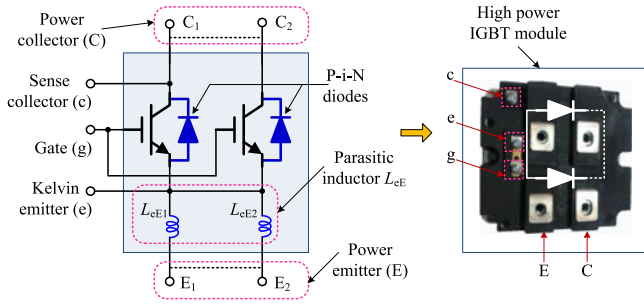 Power
collector (C)
C1
C2
High power
IGBT module
Sense
collector (c)
P-i-N
diodes
c
Gate (g)
e
g
Kelvin
emitter (e)
Parasitic
inductor LeE
LeE1
LeE2
Power
emitter (E)
E1
E2
E
C